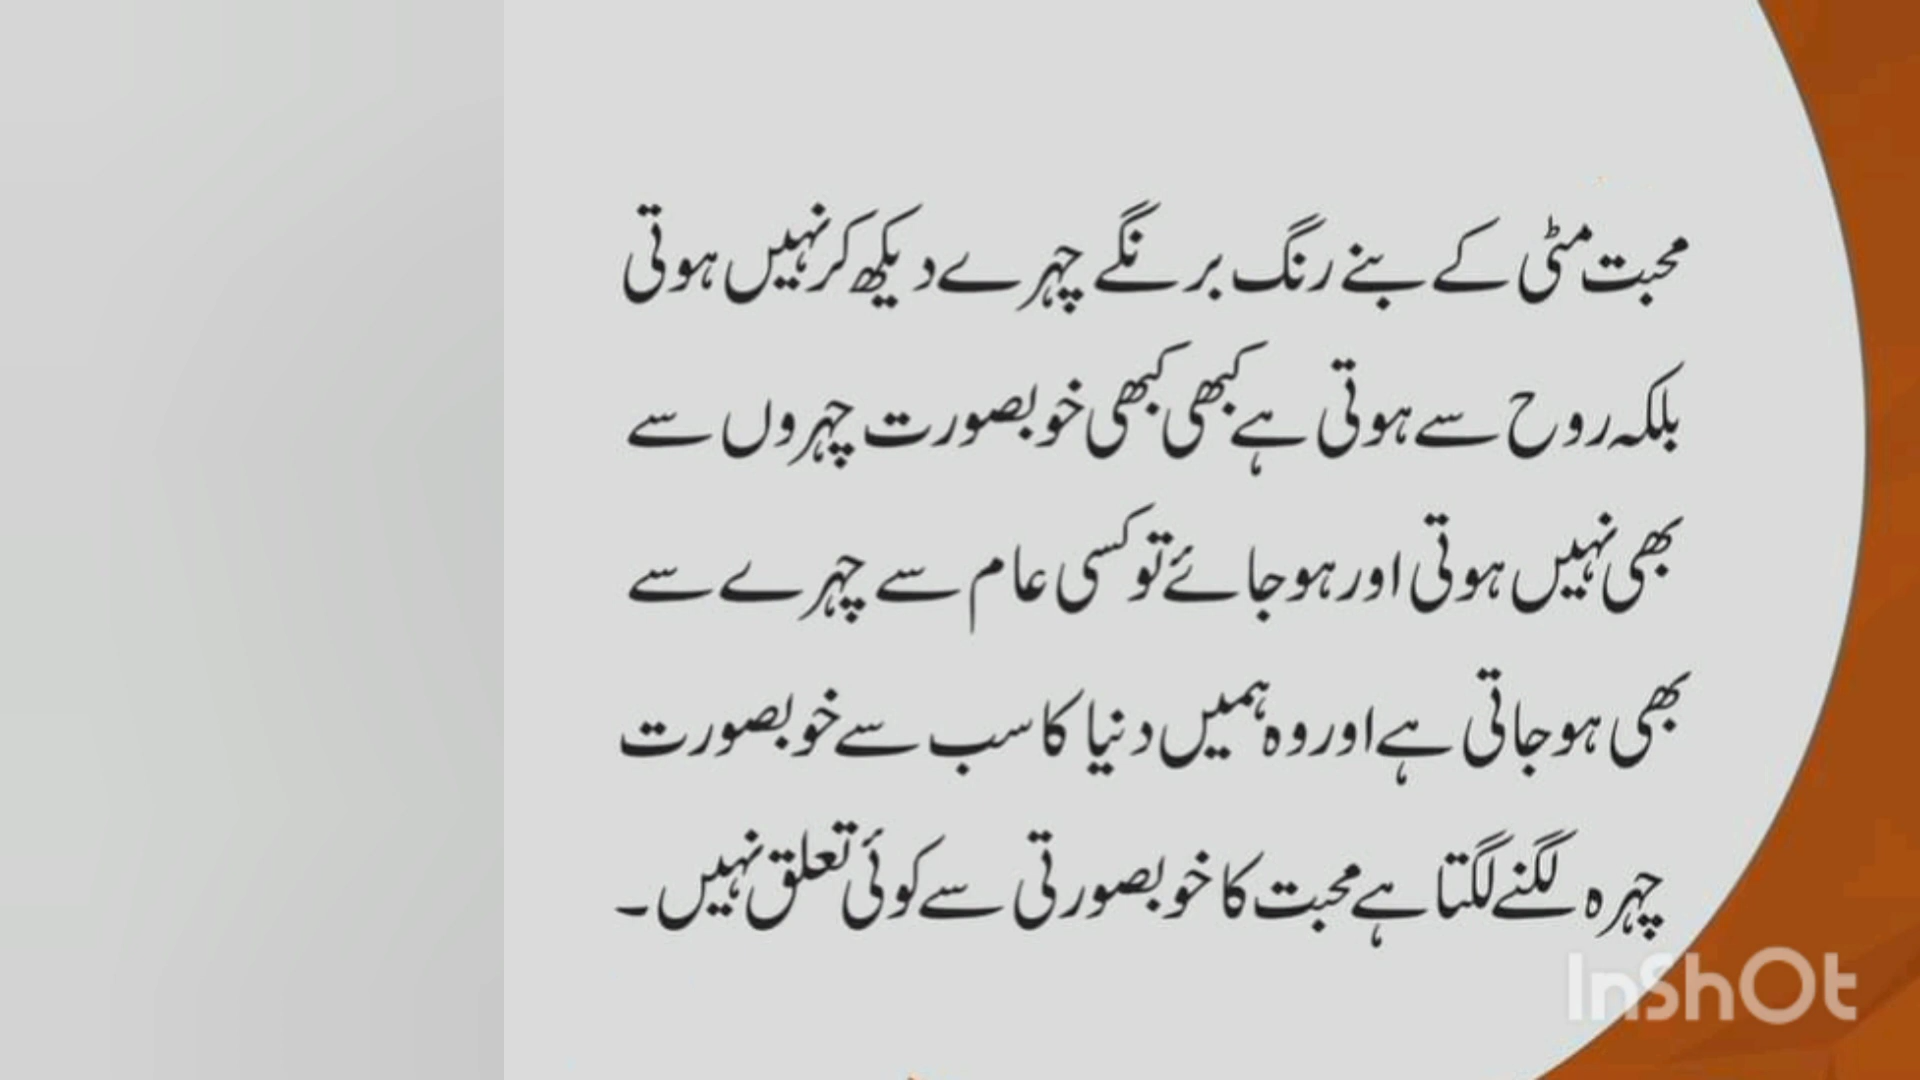 محبت مٹی کے بنے رنگ برنگے چہرے دیکھ کر نہیں ہوتی
بلکہ روح سے ہوتی ہے کبھی کبھی خوبصورت چہروں سے
بھی نہیں ہوتی اور ہو جائے تو کسی عام سے چہرے سے
بھی ہو جاتی ہے اور وہ ہمیں دنیا کا سب سے خوبصورت
چہرہ لگنے لگتا ہے محبت کا خوبصورتی سے کوئی تعلق نہیں۔
InShOt